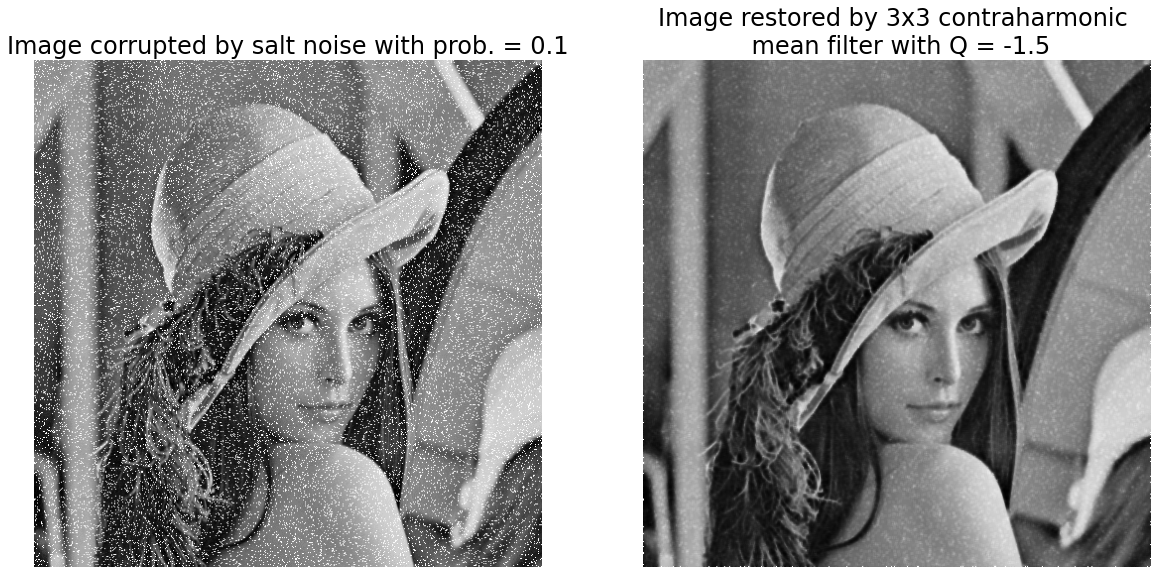 Image corrupted by salt noise with prob. = 0.1
Image restored by 3x3 contraharmonic
mean filter with Q = -1.5